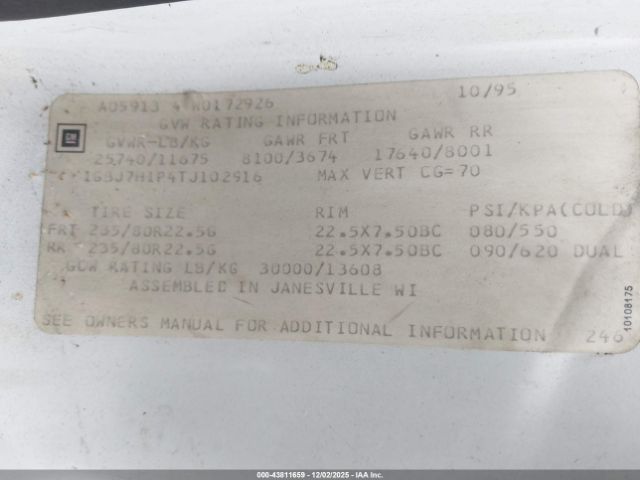 10/95
A05913 4 W0172926
GVW RATING INFORMATION
GVWR-LB/KG GAWR FRT GAWR RR
GM
25740/11675 8100/3674 17640/8001
1GBJ7H1P4TJ102916 MAX VERT CG=70
TIRE SIZE RIM PSI/KPA(COLD)
FRT 235/80R22.5G 22.5X7.50BC 080/550
RR 235/80R22.5G 22.5X7.50BC 090/620 DUAL
GCW RATING LB/KG 30000/13608
ASSEMBLED IN JANESVILLE WI
SEE OWNERS MANUAL FOR ADDITIONAL INFORMATION 246
10108175
000-43811659 - 12/02/2025 - IAAI, Inc.